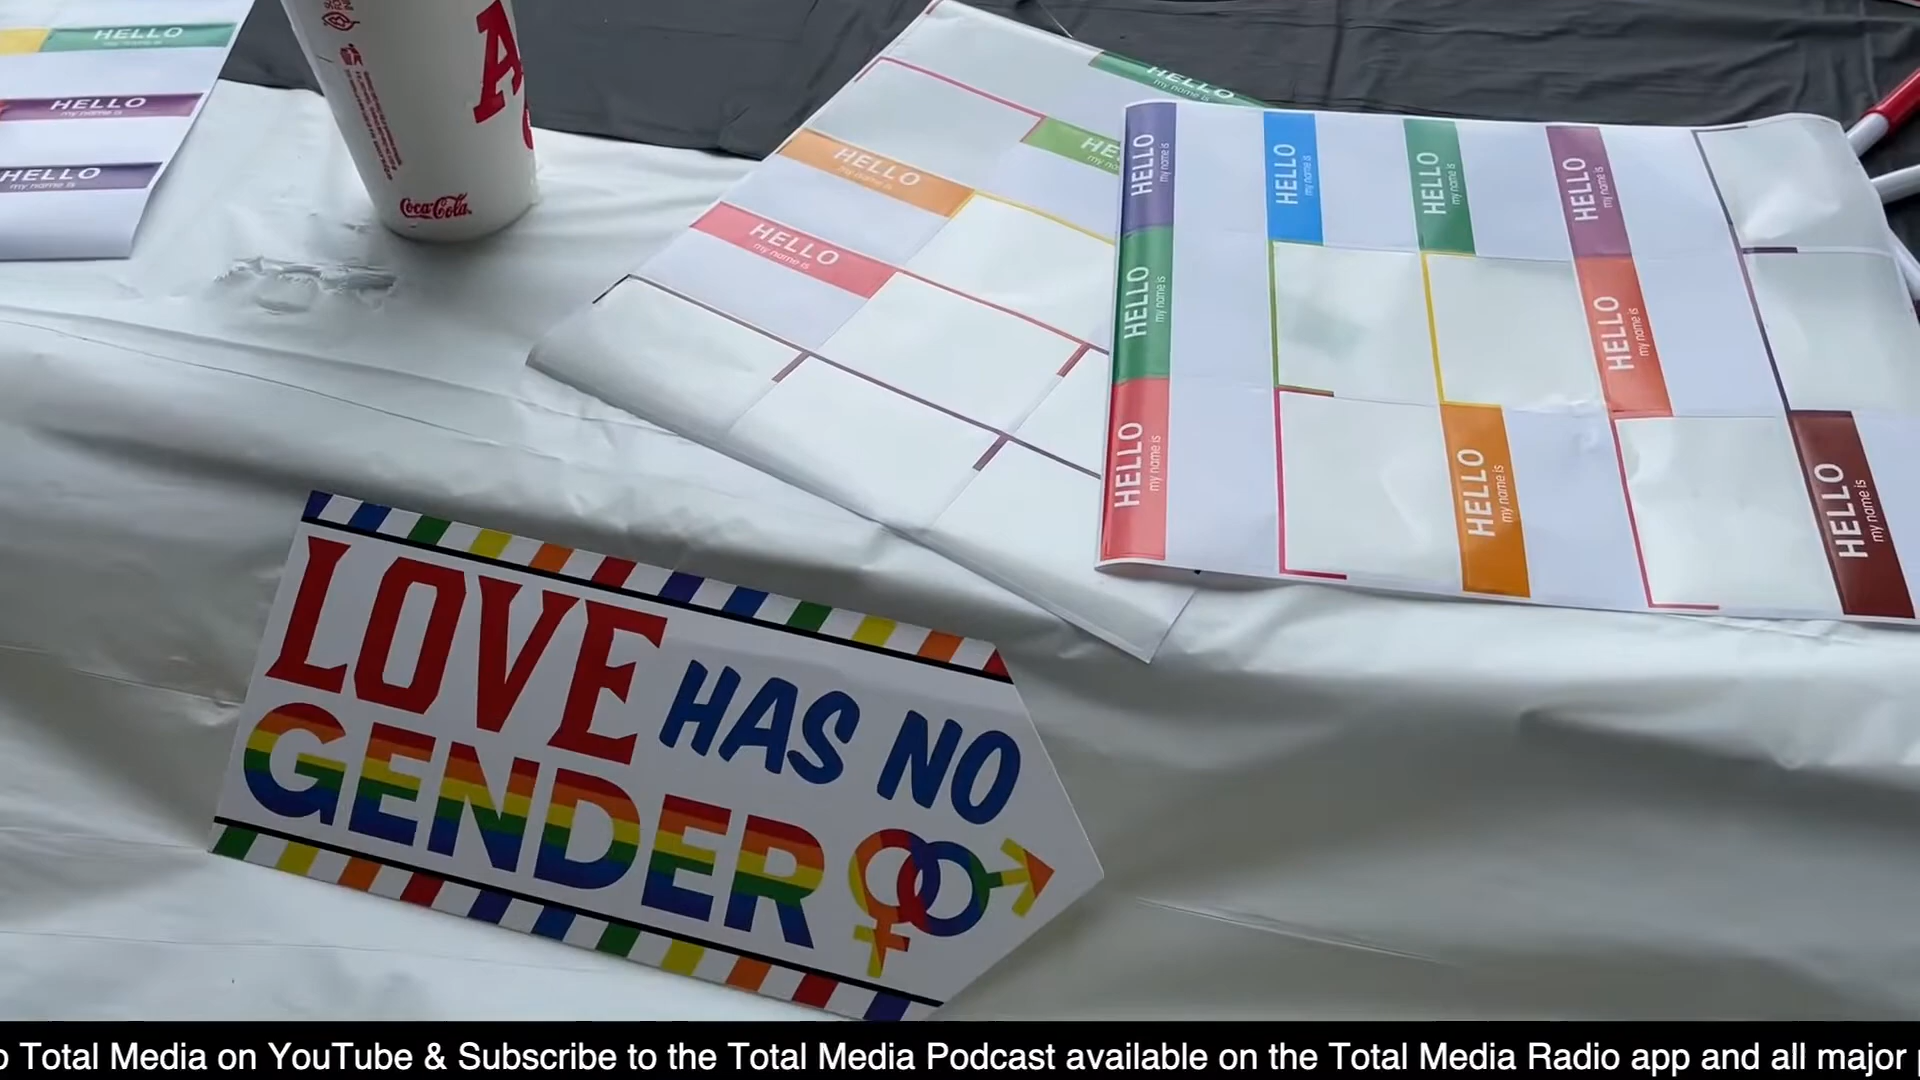 HELLO
my name is
HELLO
my name is
HELLO
my name is
A
Coca-Cola
HELLO
HELLO
my name is
HELLO
my name is
HELLO
my name is
HELLO
my name is
HELLO
my name is
HELLO
my name is
HELLO
my name is
HELLO
my name is
HELLO
my name is
HELLO
my name is
HELLO
my name is
LOVE HAS NO
GENDER
Total Media on YouTube & Subscribe to the Total Media Podcast available on the Total Media Radio app and all major